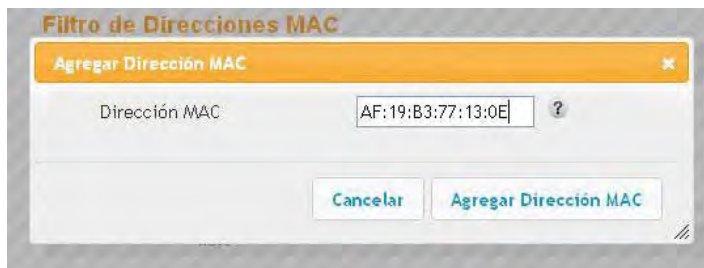 Filtro de Direcciones MAC
Agregar Dirección MAC
Dirección MAC AF:19:B3:77:13:0E ?
Cancelar Agregar Dirección MAC